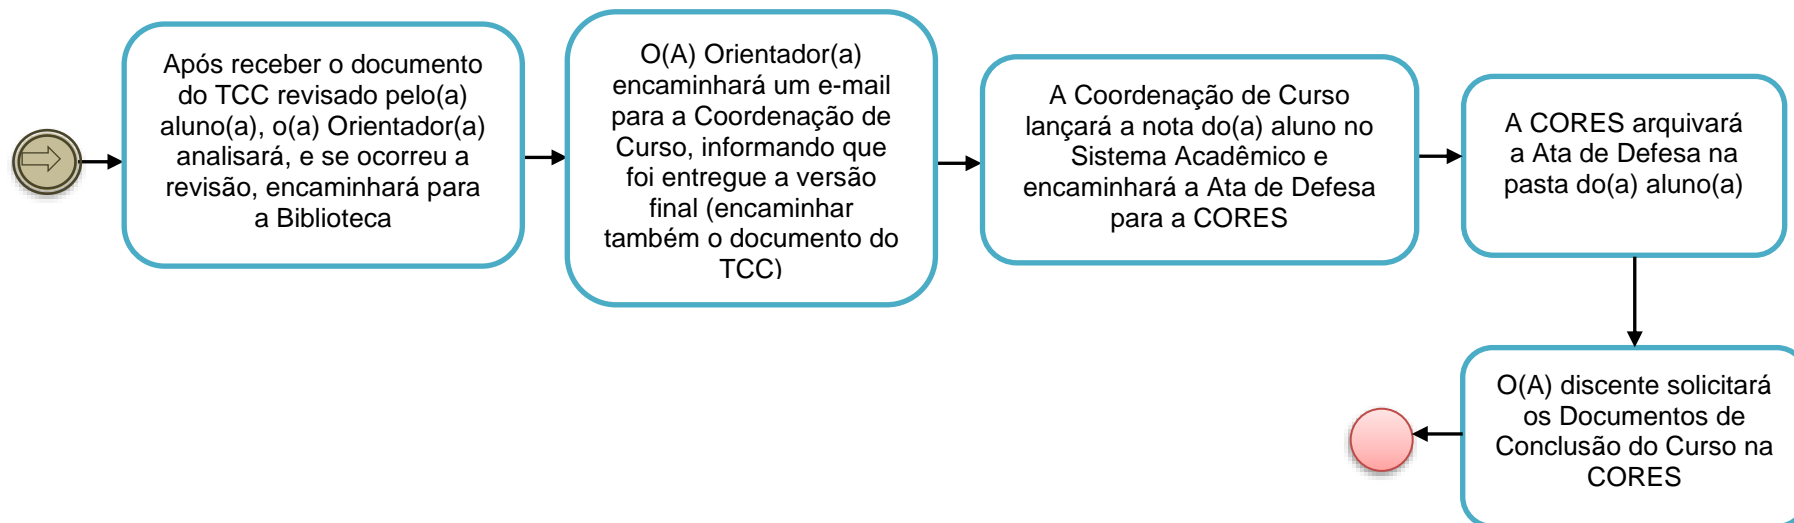 Após receber o documento
do TCC revisado pelo(a)
aluno(a), o(a) Orientador(a)
analisará, e se ocorreu a
revisão, encaminhará para
a Biblioteca
O(A) Orientador(a)
encaminhará um e-mail
para a Coordenação de
Curso, informando que
foi entregue a versão
final (encaminhar
também o documento do
TCC)
A Coordenação de Curso
lançará a nota do(a) aluno no
Sistema Acadêmico e
encaminhará a Ata de Defesa
para a CORES
A CORES arquivará
a Ata de Defesa na
pasta do(a) aluno(a)
O(A) discente solicitará
os Documentos de
Conclusão do Curso na
CORES